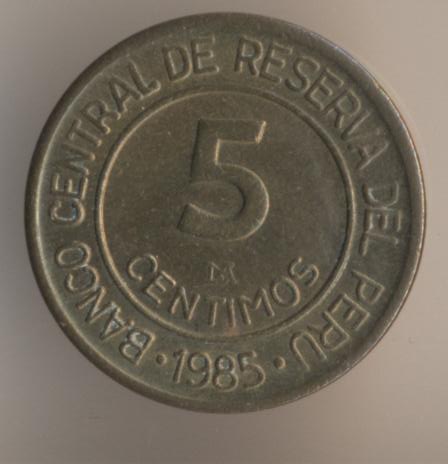 BANCO CENTRAL DE RESERVA DEL PERU
5
M
CENTIMOS
· 1985 ·